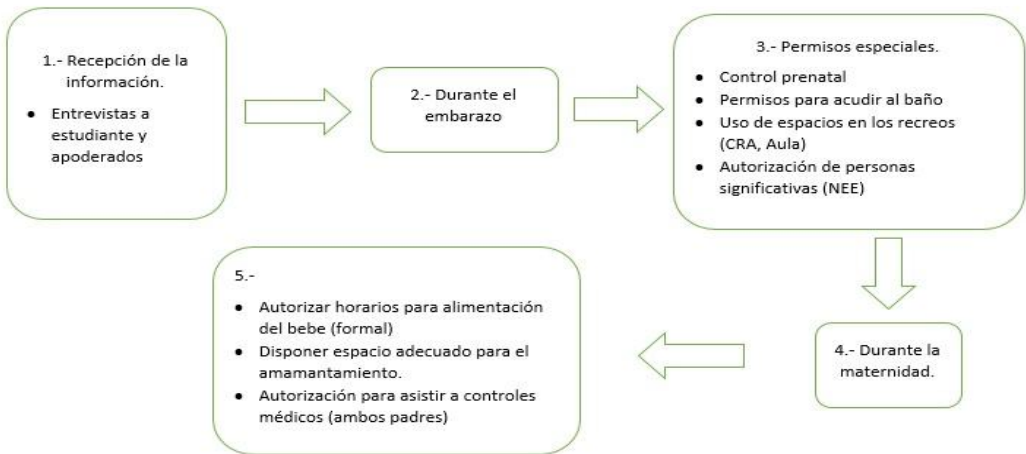 1.- Recepción de la
información.
● Entrevistas a
estudiante y
apoderados
2.- Durante el
embarazo
3.- Permisos especiales.
● Control prenatal
● Permisos para acudir al baño
● Uso de espacios en los recreos
(CRA, Aula)
● Autorización de personas
significativas (NEE)
4.- Durante la
maternidad.
5.-
● Autorizar horarios para alimentación
del bebe (formal)
● Disponer espacio adecuado para el
amamantamiento.
● Autorización para asistir a controles
médicos (ambos padres)